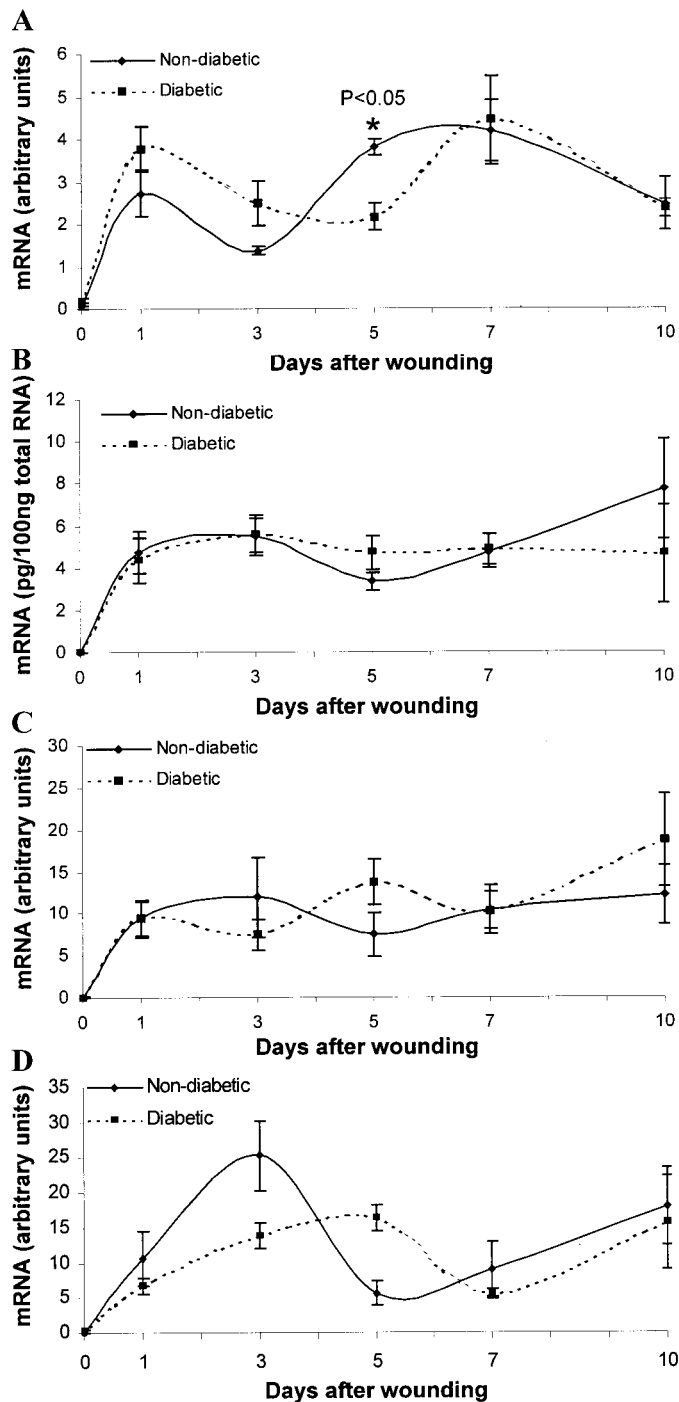 A
mRNA (arbitrary units)
6
5
4
3
2
1
0
Non-diabetic
Diabetic
P<0.05
*
0 1 3 5 7 10
Days after wounding
B
mRNA (pg/100ng total RNA)
12
10
8
6
4
2
0
Non-diabetic
Diabetic
0 1 3 5 7 10
Days after wounding
C
mRNA (arbitrary units)
30
25
20
15
10
5
0
Non-diabetic
Diabetic
0 1 3 5 7 10
Days after wounding
D
mRNA (arbitrary units)
35
30
25
20
15
10
5
0
Non-diabetic
Diabetic
0 1 3 5 7 10
Days after wounding